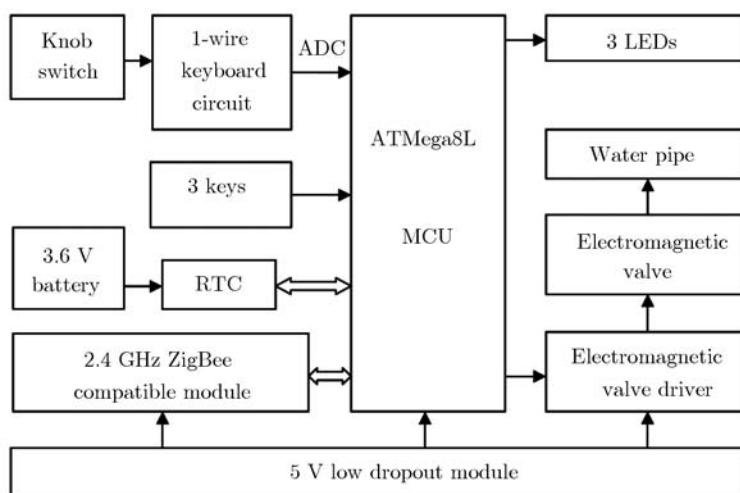 Knob
switch
1-wire
keyboard
circuit
ADC
ATMega8L
MCU
3 LEDs
3 keys
Water pipe
3.6 V
battery
RTC
Electromagnetic
valve
2.4 GHz ZigBee
compatible module
Electromagnetic
valve driver
5 V low dropout module